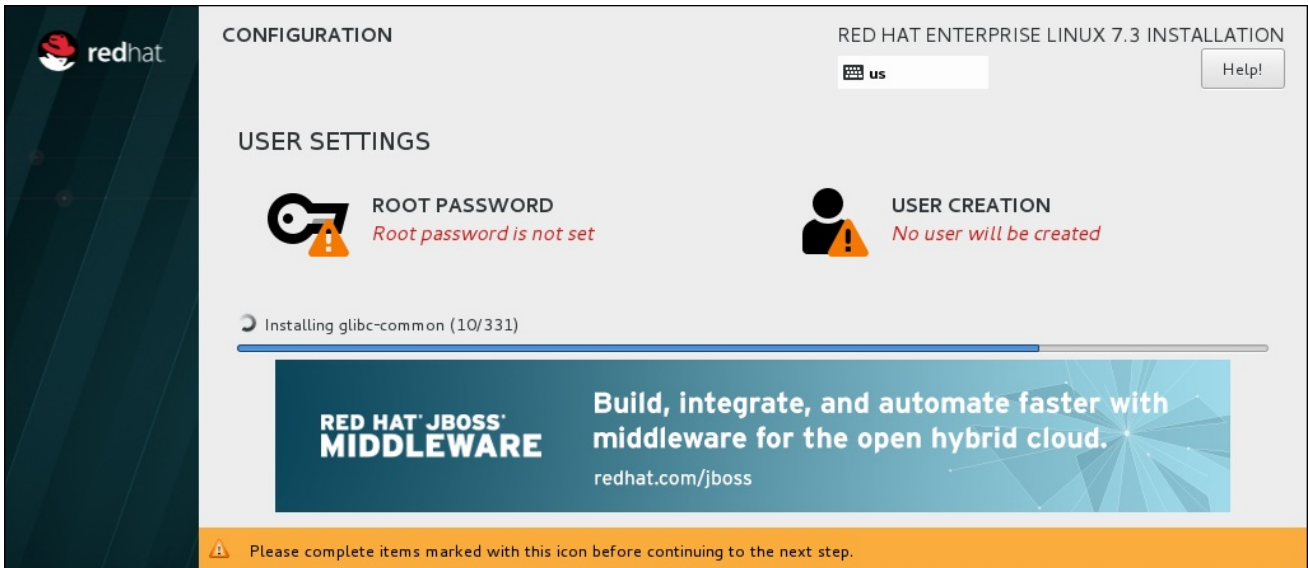 redhat
CONFIGURATION
RED HAT ENTERPRISE LINUX 7.3 INSTALLATION
us
Help!
USER SETTINGS
ROOT PASSWORD
Root password is not set
USER CREATION
No user will be created
Installing glibc-common (10/331)
RED HAT® JBOSS®
MIDDLEWARE
Build, integrate, and automate faster with
middleware for the open hybrid cloud.
redhat.com/jboss
Please complete items marked with this icon before continuing to the next step.